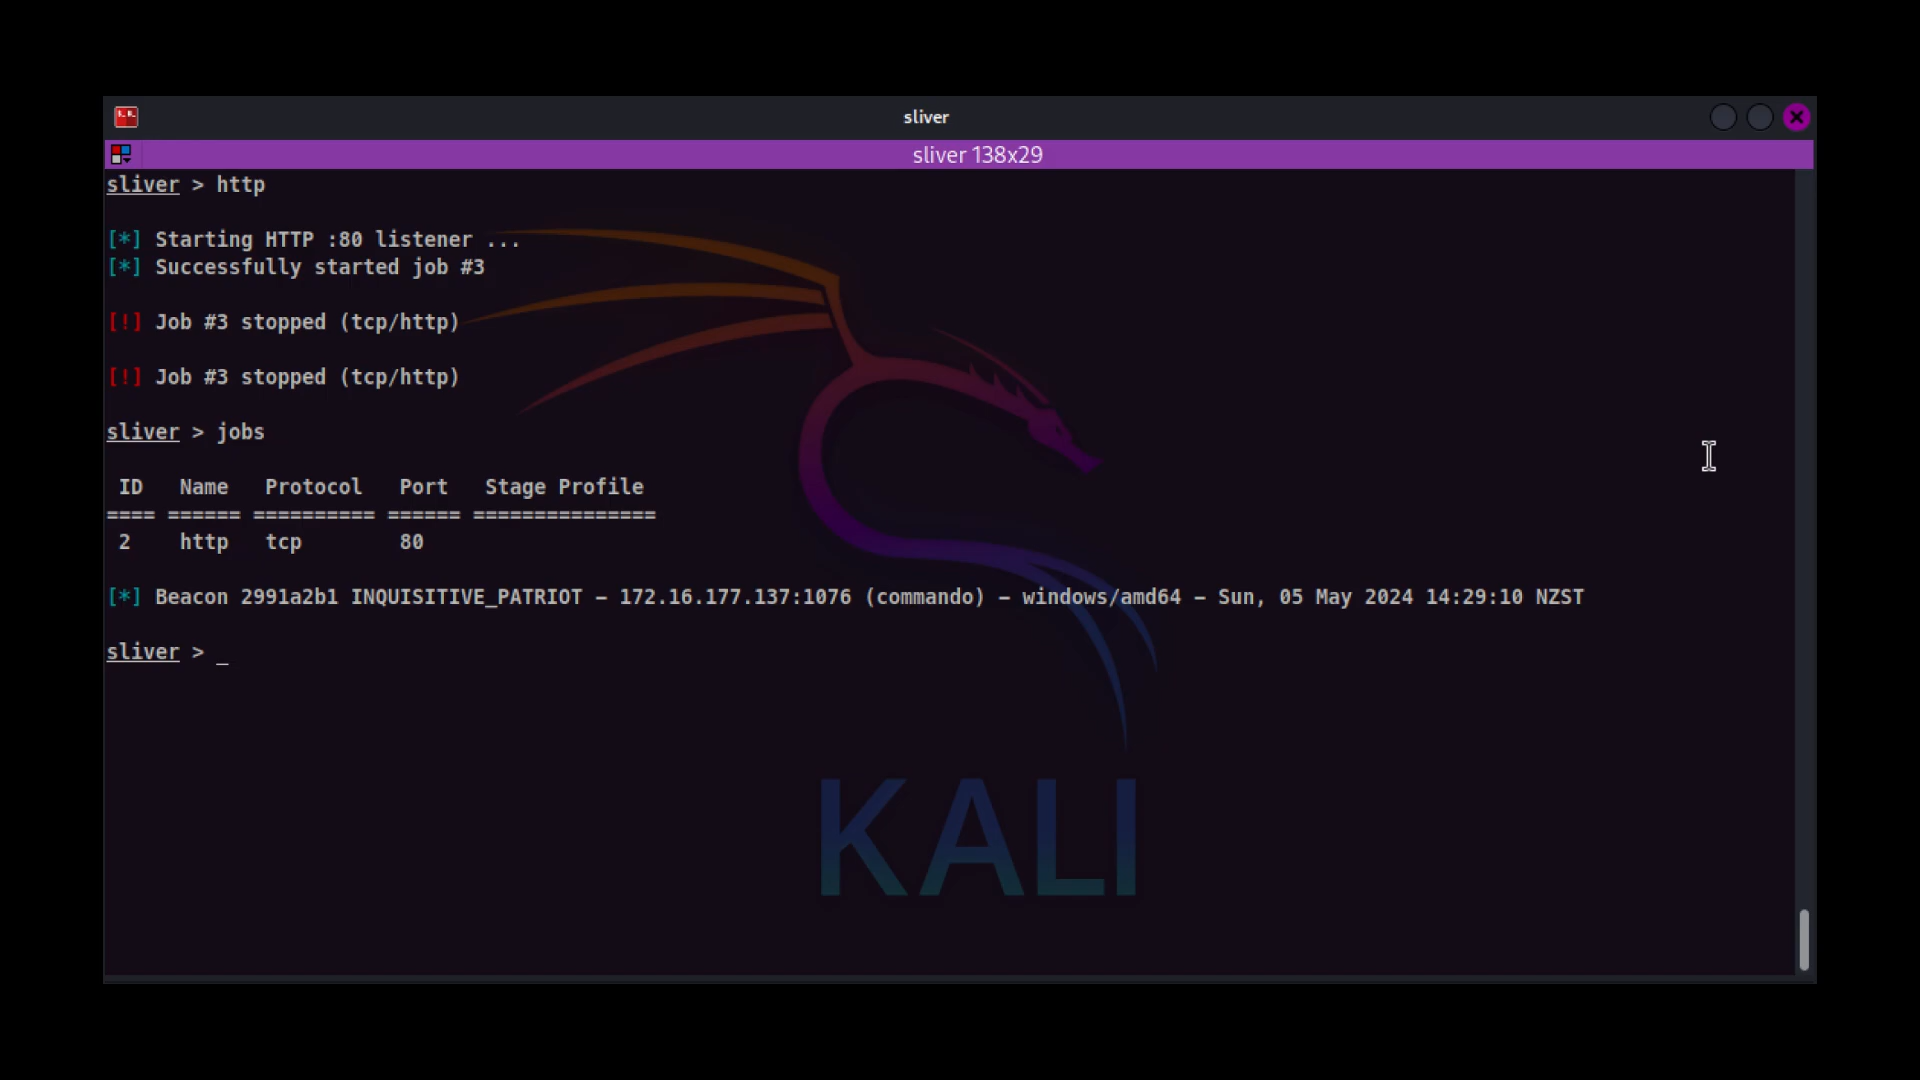 sliver
sliver 138x29
sliver > http
[*] Starting HTTP :80 listener ...
[*] Successfully started job #3
[!] Job #3 stopped (tcp/http)
[!] Job #3 stopped (tcp/http)
sliver > jobs
ID Name Protocol Port Stage Profile
==== ====== ========== ====== ===============
2 http tcp 80
[*] Beacon 2991a2b1 INQUISITIVE_PATRIOT – 172.16.177.137:1076 (commando) – windows/amd64 – Sun, 05 May 2024 14:29:10 NZST
sliver > _
KALI